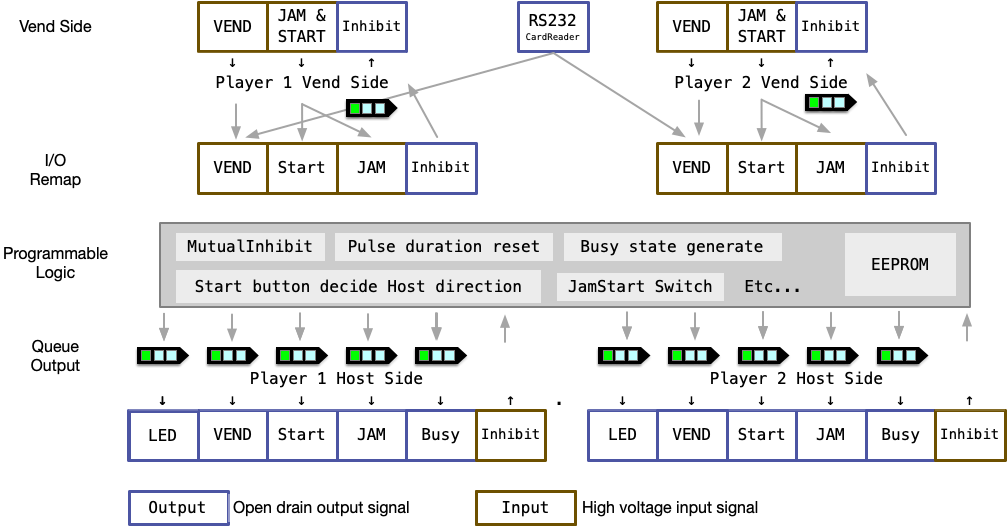 Vend Side
VEND
JAM &
START
Inhibit
RS232
CardReader
VEND
JAM &
START
Inhibit
Player 1 Vend Side
Player 2 Vend Side
I/O
Remap
VEND
Start
JAM
Inhibit
VEND
Start
JAM
Inhibit
Programmable
Logic
MutualInhibit
Pulse duration reset
Busy state generate
EEPROM
Start button decide Host direction
JamStart Switch
Etc...
Queue
Output
Player 1 Host Side
Player 2 Host Side
.
LED
VEND
Start
JAM
Busy
Inhibit
LED
VEND
Start
JAM
Busy
Inhibit
Output
Open drain output signal
Input
High voltage input signal